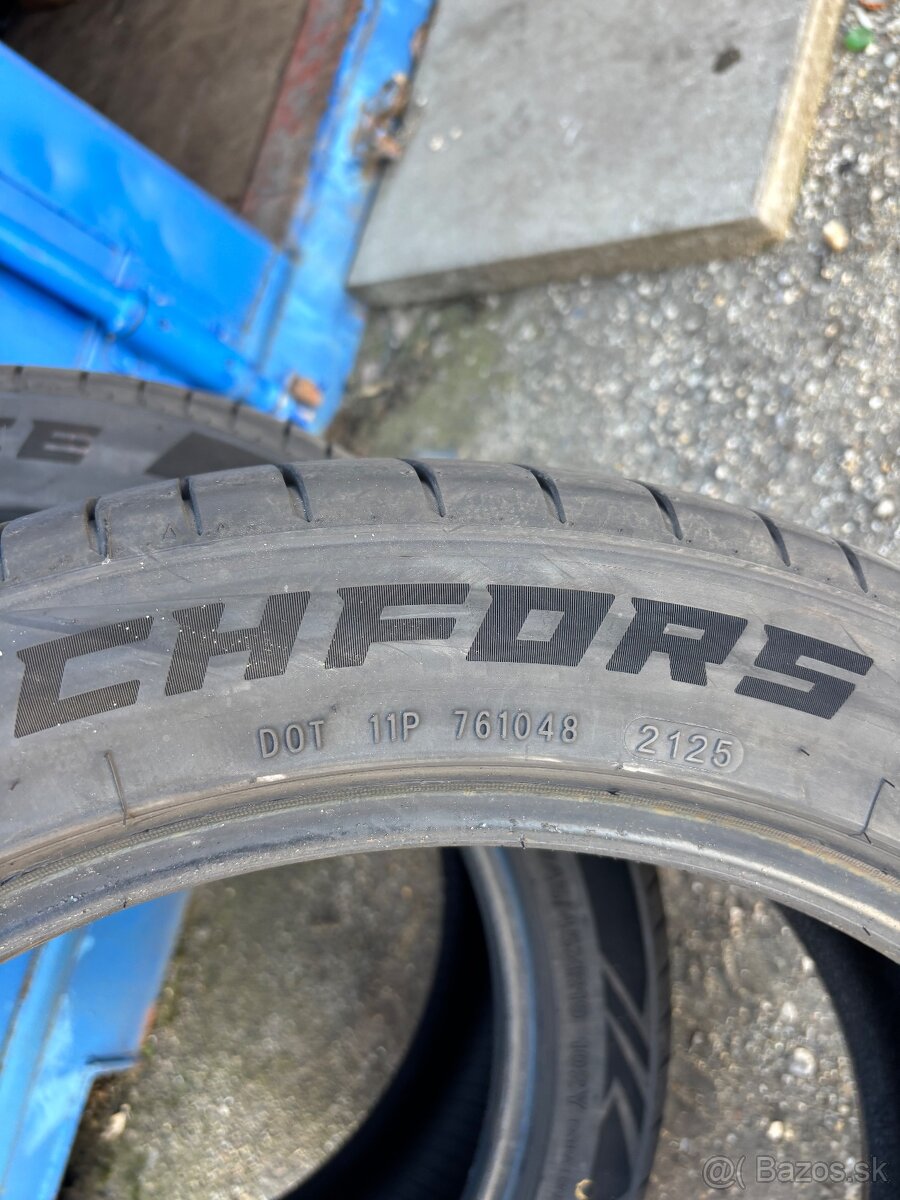 CHFORS
DOT 11P 761048 2125
@( Bazos.sk